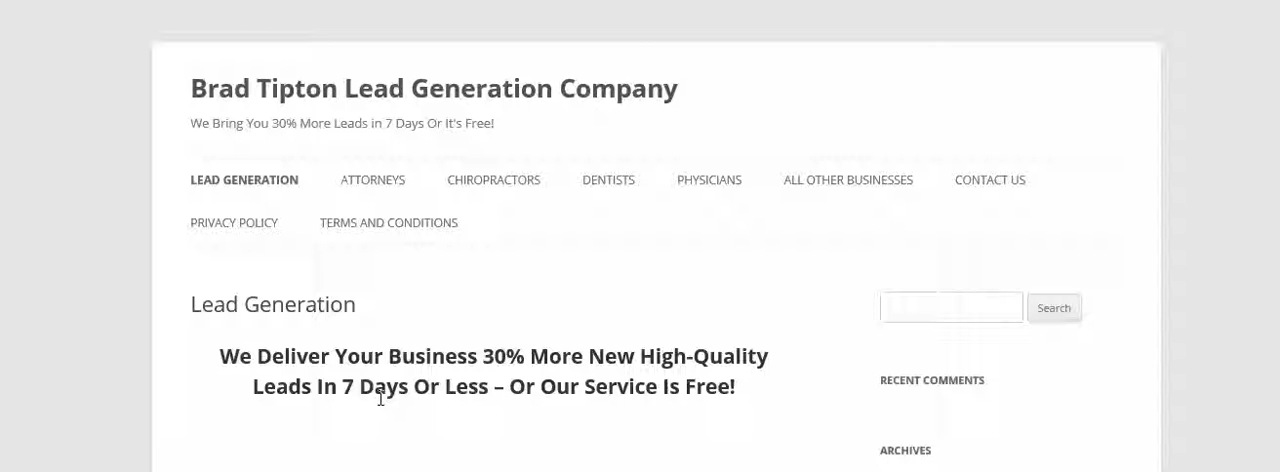 Brad Tipton Lead Generation Company
We Bring You 30% More Leads in 7 Days Or It's Free!
LEAD GENERATION ATTORNEYS CHIROPRACTORS DENTISTS PHYSICIANS ALL OTHER BUSINESSES CONTACT US
PRIVACY POLICY TERMS AND CONDITIONS
Lead Generation
Search
We Deliver Your Business 30% More New High-Quality
Leads In 7 Days Or Less – Or Our Service Is Free!
RECENT COMMENTS
ARCHIVES